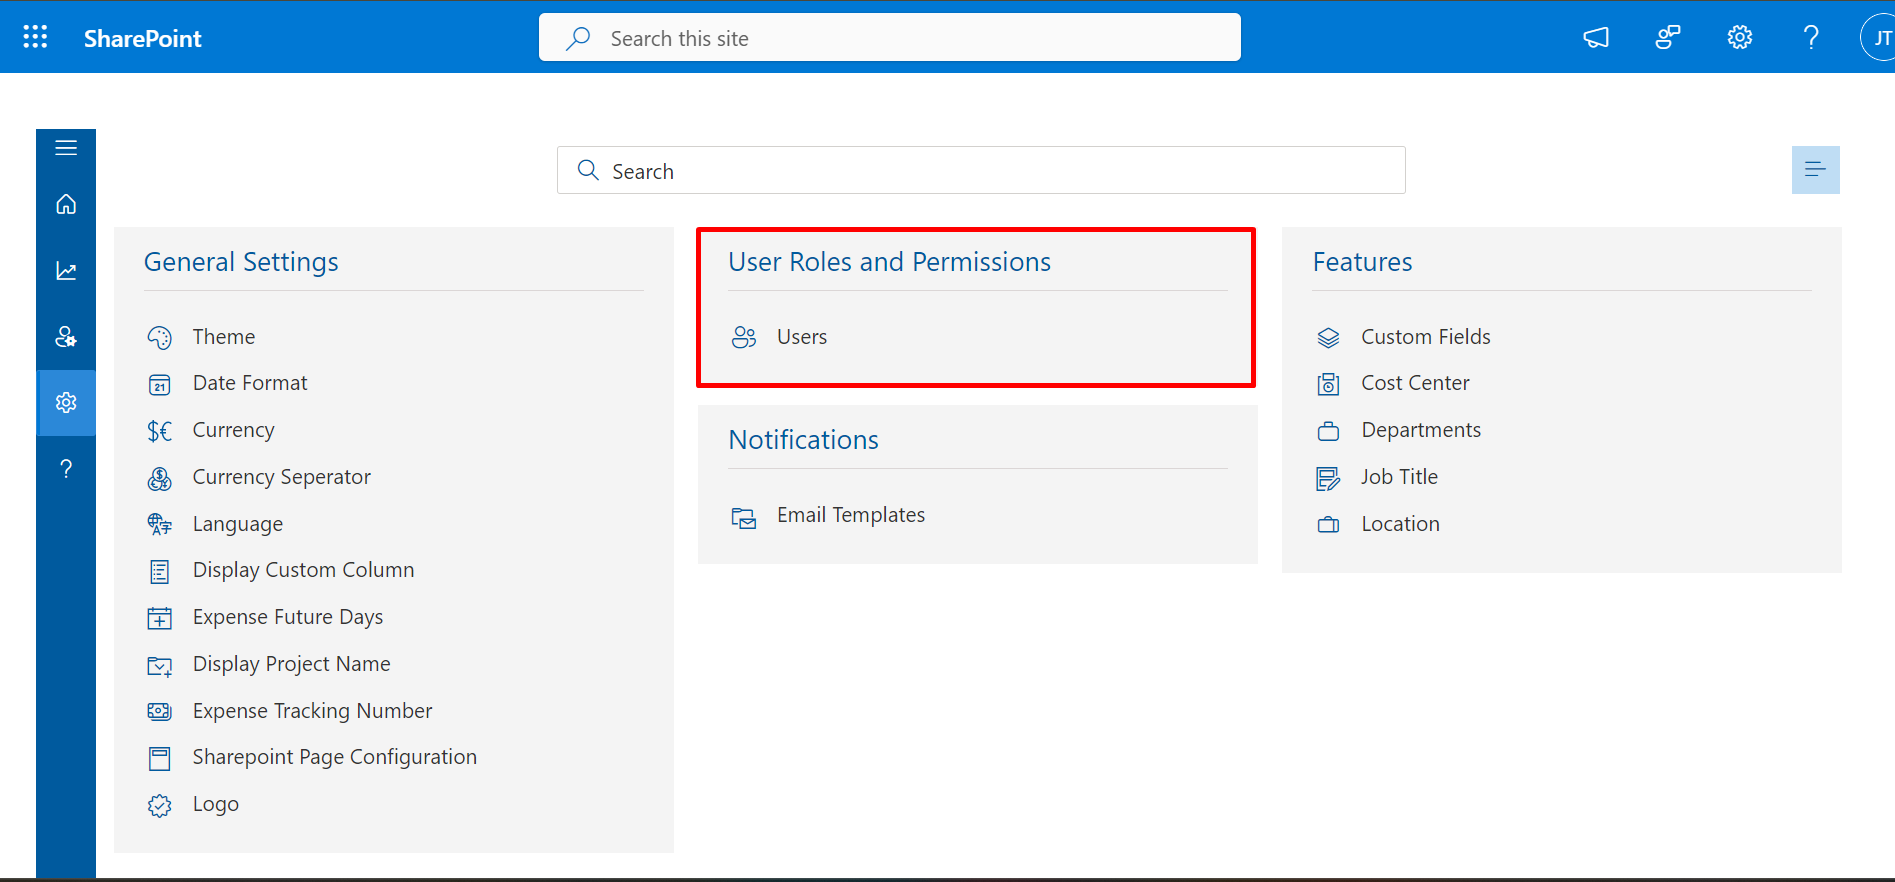 SharePoint
Search this site
?
JT
Search
General Settings
Theme
21
Date Format
$€ Currency
Currency Seperator
Language
Display Custom Column
Expense Future Days
Display Project Name
Expense Tracking Number
Sharepoint Page Configuration
Logo
User Roles and Permissions
Users
Notifications
Email Templates
Features
Custom Fields
Cost Center
Departments
Job Title
Location
?